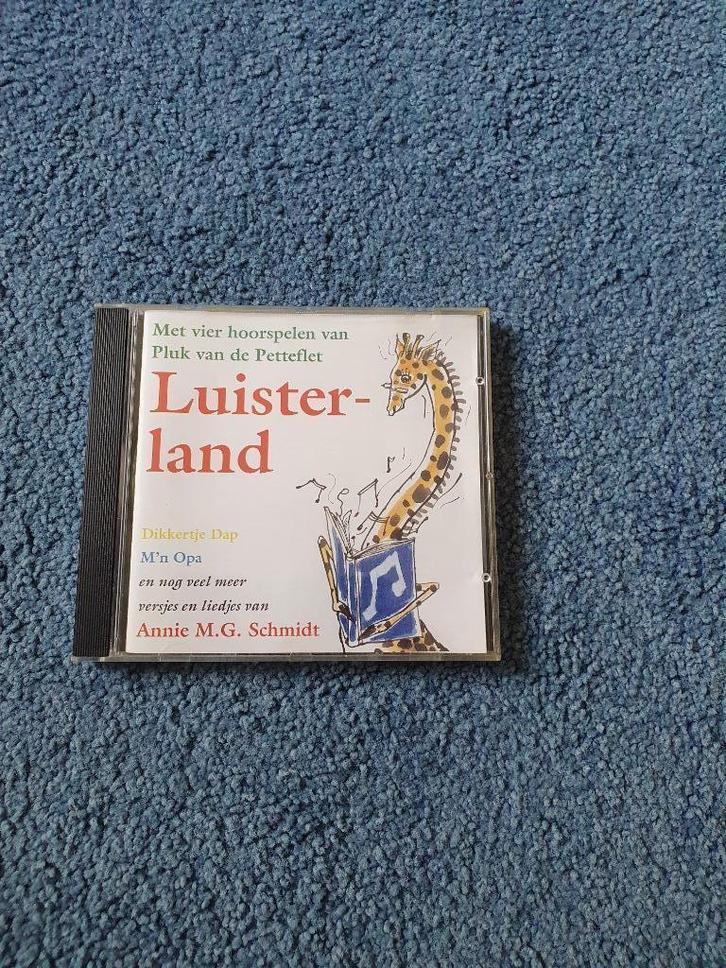 Met vier hoorspelen van
Pluk van de Petteflet
Luister-
land
Dikkertje Dap
M'n Opa
en nog veel meer
versjes en liedjes van
Annie M.G. Schmidt